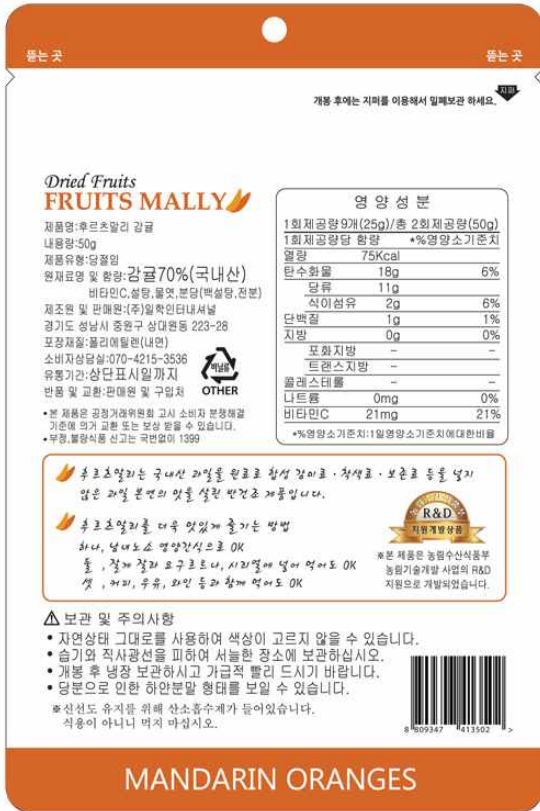 뜯는 곳
뜯는 곳
개봉 후에는 지퍼를 이용해서 밀폐보관 하세요.
지퍼
Dried Fruits
FRUITS MALLY
제품명:후르츠말리 감귤
내용량:50g
제품유형:당절임
원재료명 및 함량:감귤70%(국내산)
비타민C,설탕,물엿,분당(백설탕,전분)
제조원 및 판매원:(주)일학인터내셔널
경기도 성남시 중원구 상대원동 223-28
포장재질:폴리에틸렌(내면)
소비자상담실:070-4215-3536
유통기간:상단표시일까지
반품 및 교환:판매원 및 구입처
비닐류
OTHER
• 본 제품은 공정거래위원회 고시 소비자 분쟁해결
기준에 의거 교환 또는 보상 받을 수 있습니다.
• 부정,불량식품 신고는 국번없이 1399
영양성분
1회제공량 9개(25g)/총 2회제공량(50g)
1회제공량당 함량 *%영양소기준치
열량 75Kcal
탄수화물 18g 6%
당류 11g
식이섬유 2g 6%
단백질 1g 1%
지방 0g 0%
포화지방 - -
트랜스지방 - -
콜레스테롤 - -
나트륨 0mg 0%
비타민C 21mg 21%
*%영양소기준치:1일영양소기준치에대한비율
후르츠말리는 국내산 과일을 원료로 합성 감미료·착색료·보존료 등을 넣지
않은 과일 본연의 맛을 살린 반건조 제품입니다.
후르츠말리를 더욱 맛있게 즐기는 방법
하나, 남녀노소 영양간식으로 OK
둘 , 잘게 잘라 요구르트나, 시리얼에 넣어 먹어도 OK
셋 , 커피, 우유, 와인 등과 함께 먹어도 OK
R&D
지원개발상품
※본 제품은 농림수산식품부
농림기술개발 사업의 R&D
지원으로 개발되었습니다.
보관 및 주의사항
• 자연상태 그대로를 사용하여 색상이 고르지 않을 수 있습니다.
• 습기와 직사광선을 피하여 서늘한 장소에 보관하십시오.
• 개봉 후 냉장 보관하시고 가급적 빨리 드시기 바랍니다.
• 당분으로 인한 하얀분말 형태를 보일 수 있습니다.
※신선도 유지를 위해 산소흡수제가 들어있습니다.
식용이 아니니 먹지 마십시오.
8 809347 413502 >
MANDARIN ORANGES